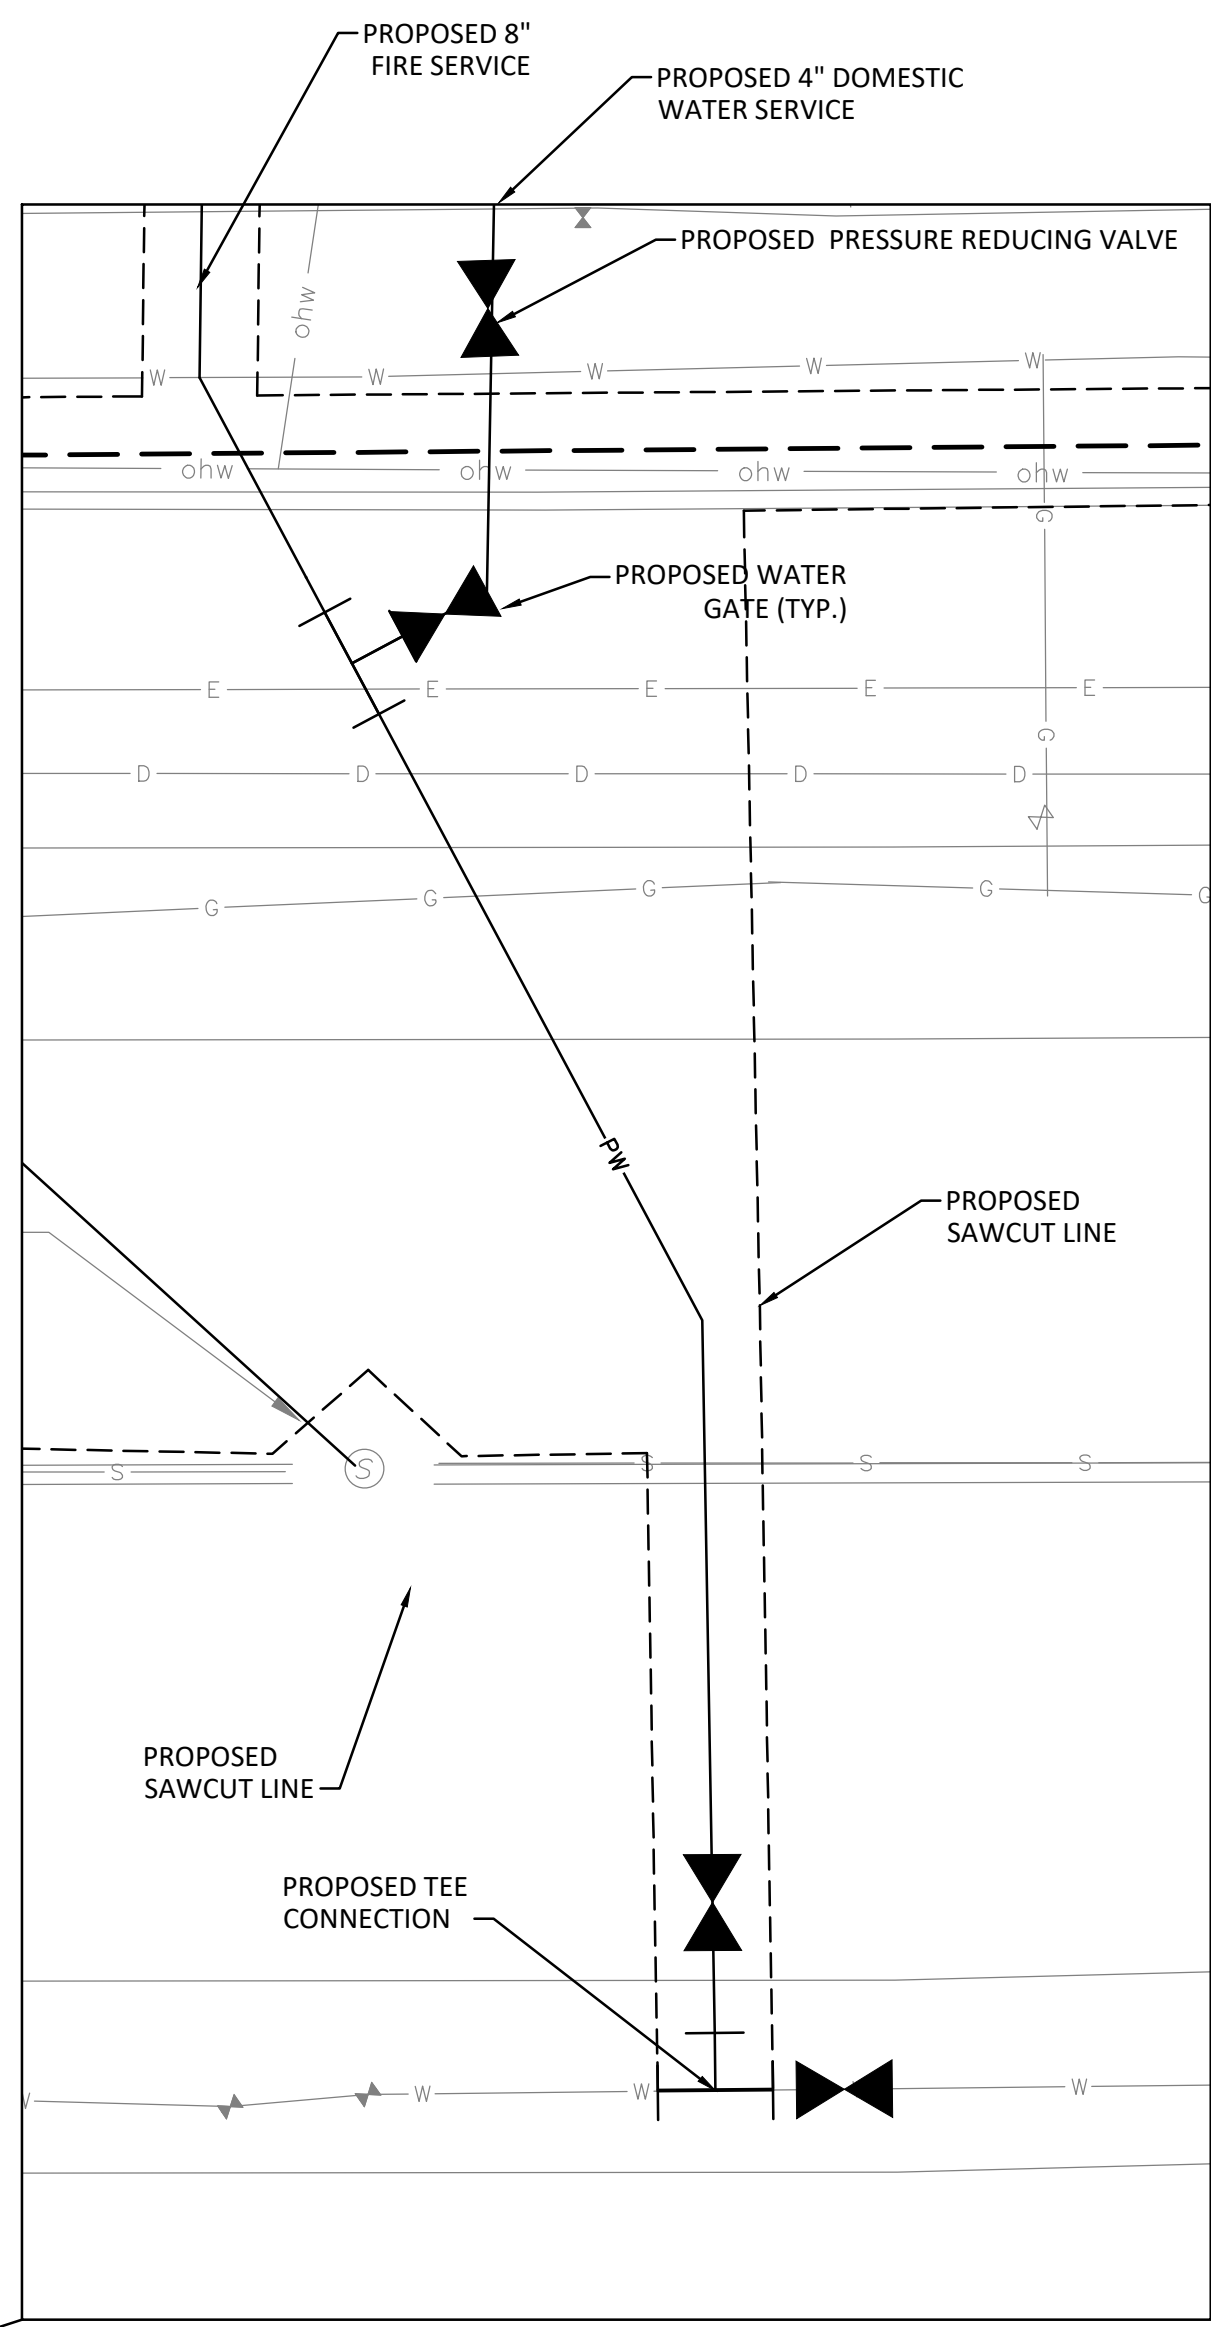 PROPOSED 8"
FIRE SERVICE
PROPOSED 4" DOMESTIC
WATER SERVICE
PROPOSED PRESSURE REDUCING VALVE
ohw
W W W W W
ohw ohw ohw ohw
G
PROPOSED WATER
GATE (TYP.)
E E E E E
G
D D D D D
G G G G G
PW
PROPOSED
SAWCUT LINE
S S S S S
PROPOSED
SAWCUT LINE
PROPOSED TEE
CONNECTION
W W W W